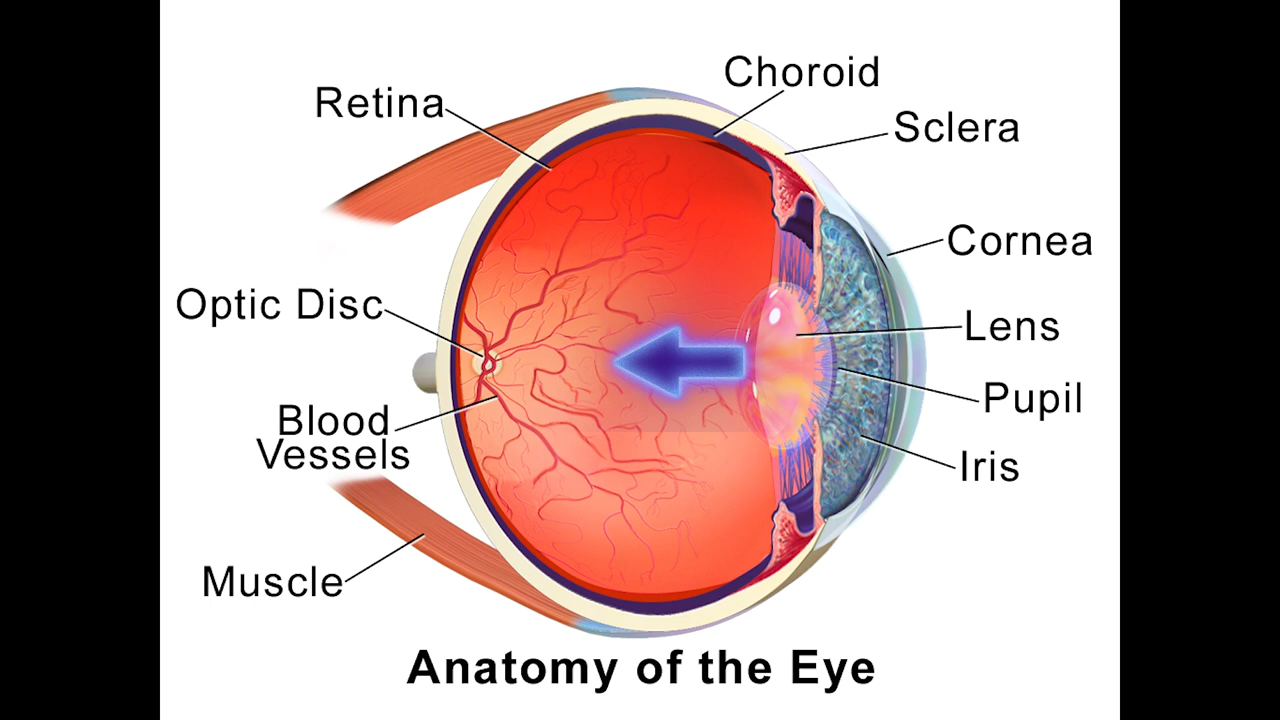 Choroid
Retina
Sclera
Cornea
Optic Disc
Lens
Pupil
Blood
Vessels
Iris
Muscle
Anatomy of the Eye